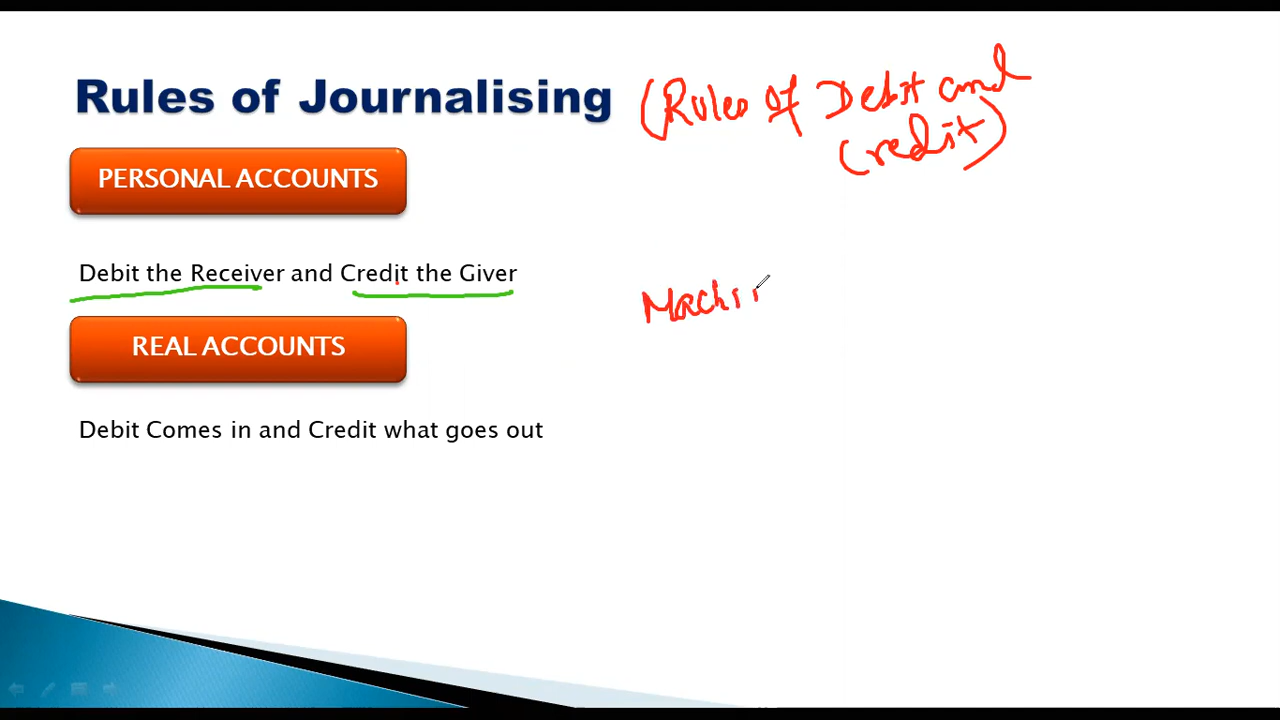 Rules of Journalising (Rules of Debit and
credit)
PERSONAL ACCOUNTS
Debit the Receiver and Credit the Giver
REAL ACCOUNTS
Debit Comes in and Credit what goes out